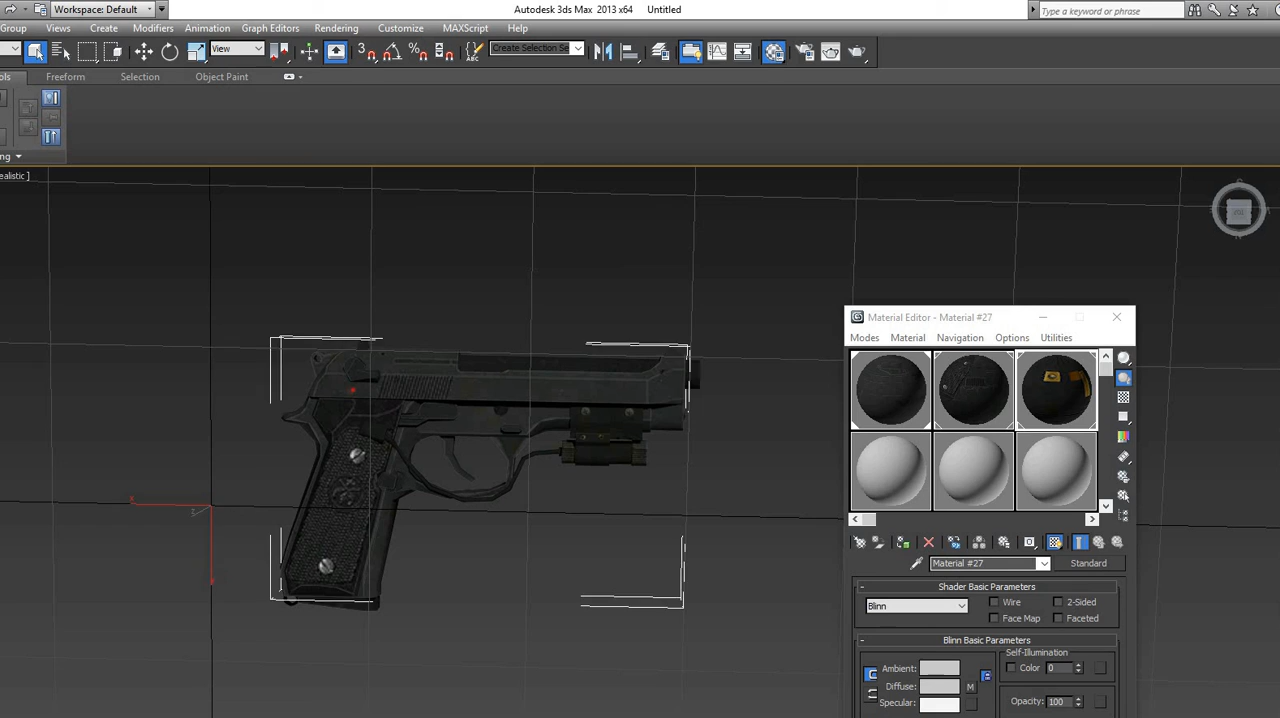 Workspace: Default
Autodesk 3ds Max 2013 x64 Untitled
Type a keyword or phrase
Group Views Create Modifiers Animation Graph Editors Rendering Customize MAXScript Help
View
3
Create Selection Se
ols Freeform Selection Object Paint
ng
ealistic ]
Material Editor - Material #27
Modes Material Navigation Options Utilities
x
z
Material #27 Standard
Shader Basic Parameters
Blinn Wire 2-Sided
Face Map Faceted
Blinn Basic Parameters
Self-Illumination
Ambient: Color 0
Diffuse: M
Specular: Opacity: 100